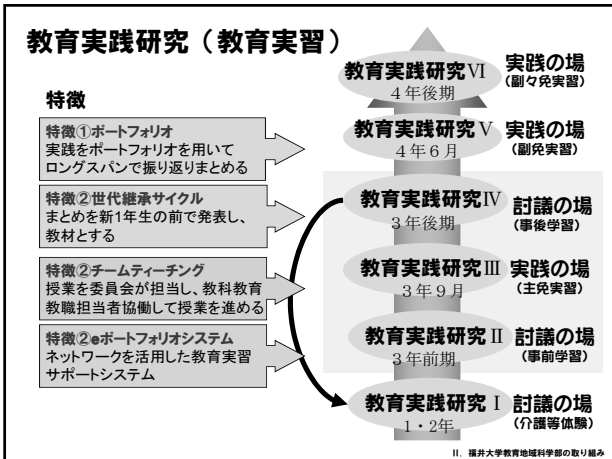 教育実践研究（教育実習）
特徴
特徴①ポートフォリオ
実践をポートフォリオを用いて
ロングスパンで振り返りまとめる
特徴②世代継承サイクル
まとめを新1年生の前で発表し、
教材とする
特徴②チームティーチング
授業を委員会が担当し、教科教育
教職担当者協働して授業を進める
特徴②eポートフォリオシステム
ネットワークを活用した教育実習
サポートシステム
教育実践研究Ⅵ
４年後期
実践の場
(副々免実習)
教育実践研究Ⅴ
４年６月
実践の場
(副免実習)
教育実践研究Ⅳ
３年後期
討議の場
(事後学習)
教育実践研究Ⅲ
３年９月
実践の場
(主免実習)
教育実践研究Ⅱ
３年前期
討議の場
(事前学習)
教育実践研究Ⅰ
1・2年
討議の場
(介護等体験)
II．福井大学教育地域科学部の取り組み